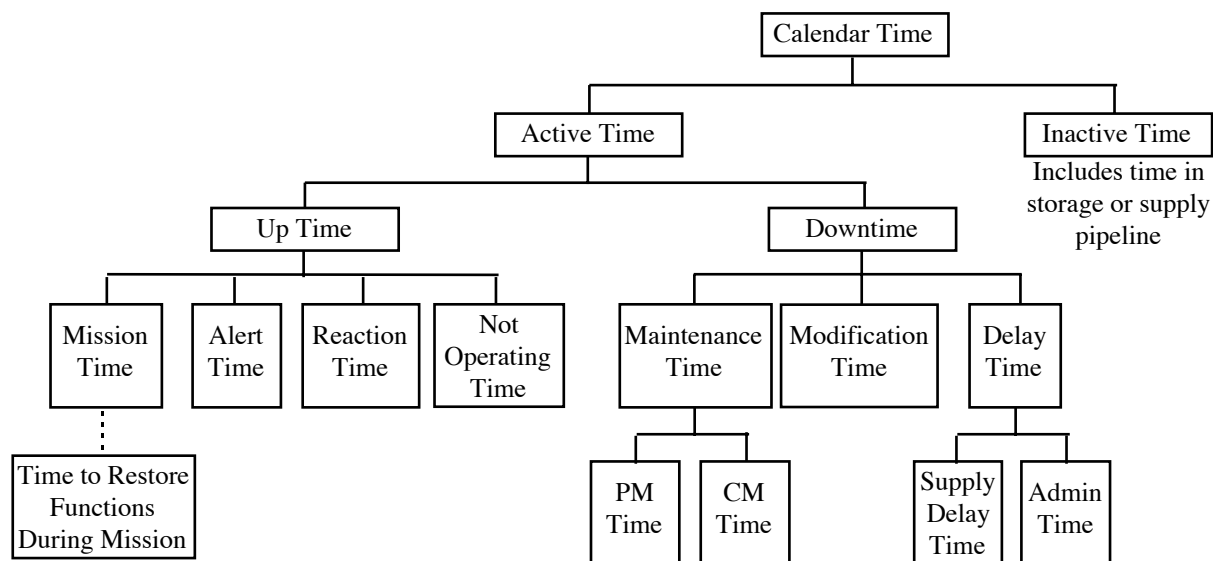 Calendar Time
Active Time
Inactive Time
Includes time in
storage or supply
pipeline
Up Time
Downtime
Mission
Time
Alert
Time
Reaction
Time
Not
Operating
Time
Maintenance
Time
Modification
Time
Delay
Time
Time to Restore
Functions
During Mission
PM
Time
CM
Time
Supply
Delay
Time
Admin
Time